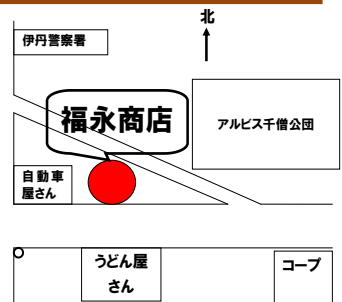 北
伊丹警察署
福永商店
アルビス千僧公団
自動車
屋さん
うどん屋
さん
コープ